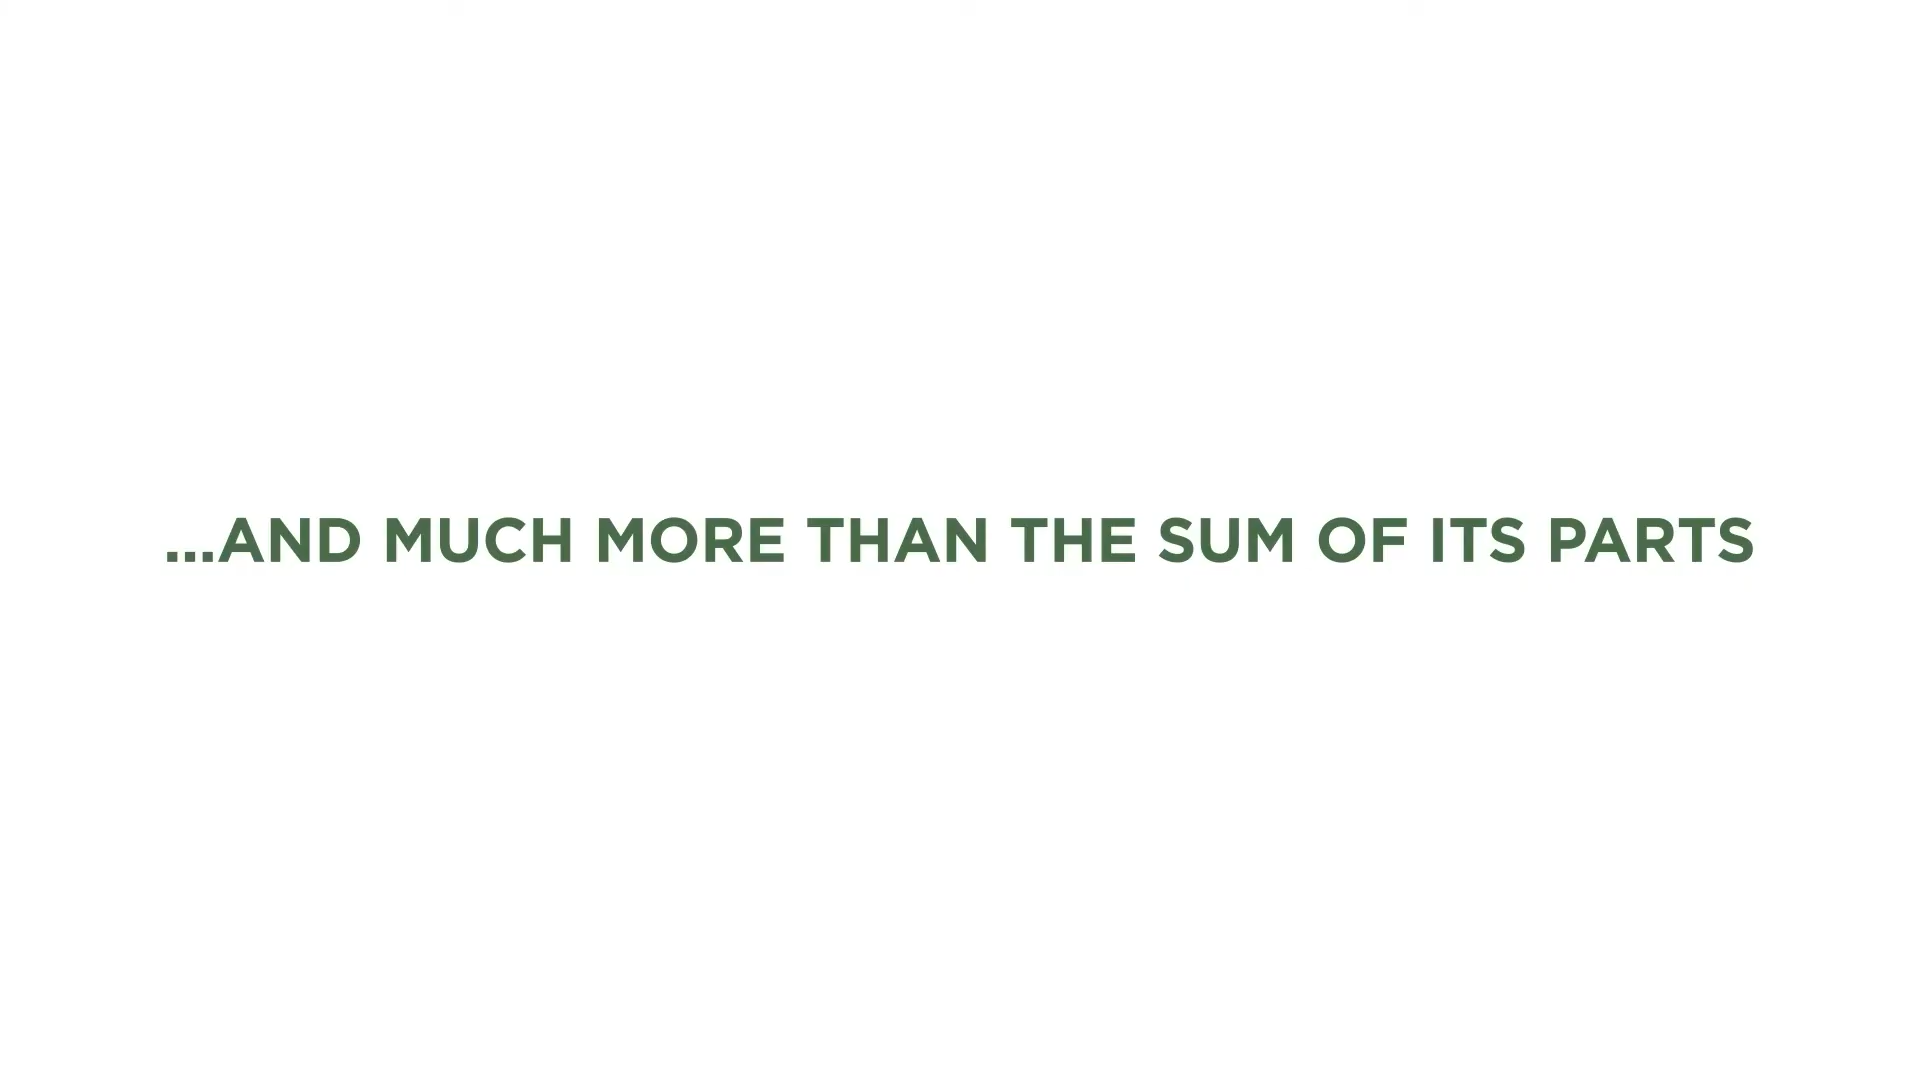 ...AND MUCH MORE THAN THE SUM OF ITS PARTS